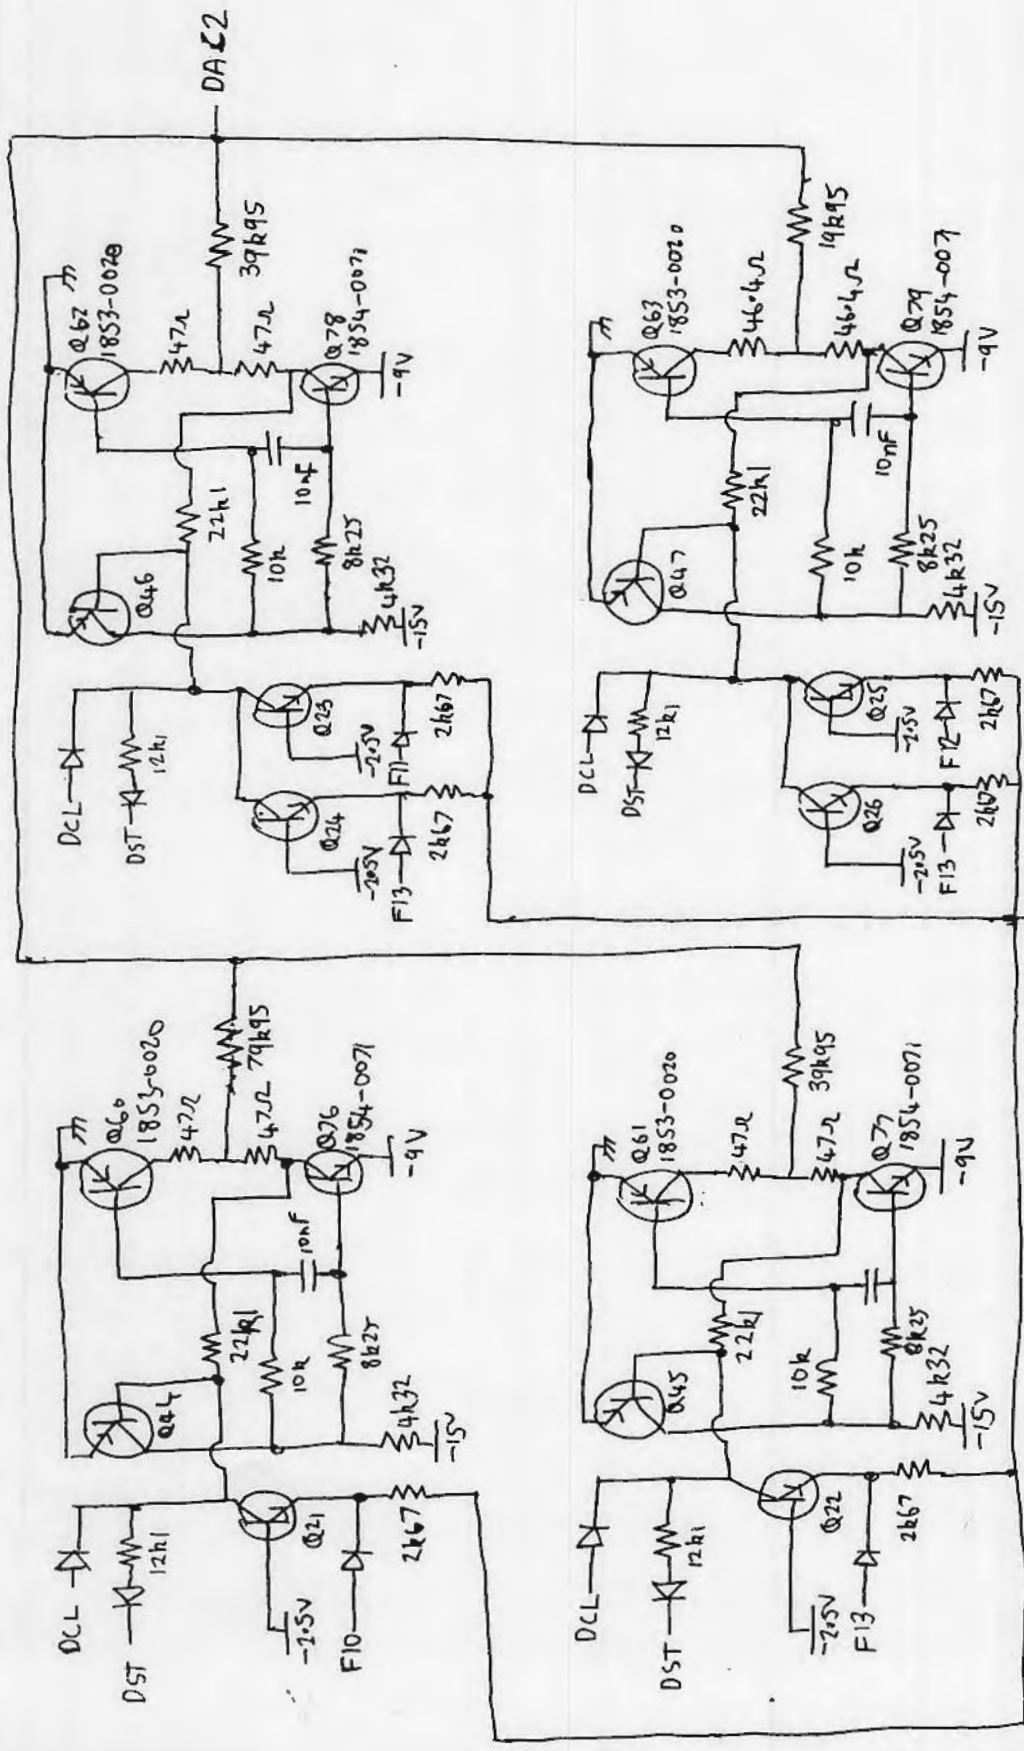 DAC2
Q62
1853-0020
47Ω
39k95
47Ω
Q78
1854-0071
-9V
Q46
22k1
10k
10nF
8k25
4k32
-15V
DCL
DST
12k1
Q23
-2.5V
F11
2k67
Q24
-2.5V
F13
2k67
Q63
1853-0020
46.4Ω
19k95
46.4Ω
Q79
1854-0071
-9V
Q47
22k1
10k
10nF
8k25
4k32
-15V
DCL
DST
12k1
Q25
-2.5V
F12
2k67
Q26
-2.5V
F13
2k67
Q60
1853-0020
47Ω
79k95
47Ω
Q76
1854-0071
-9V
Q44
22k1
10k
10nF
8k25
4k32
-15V
DCL
DST
12k1
Q21
-2.5V
F10
2k67
Q61
1853-0020
47Ω
39k95
47Ω
Q77
1854-0071
-9V
Q45
22k1
10k
8k25
4k32
-15V
DCL
DST
12k1
Q22
-2.5V
F13
2k67